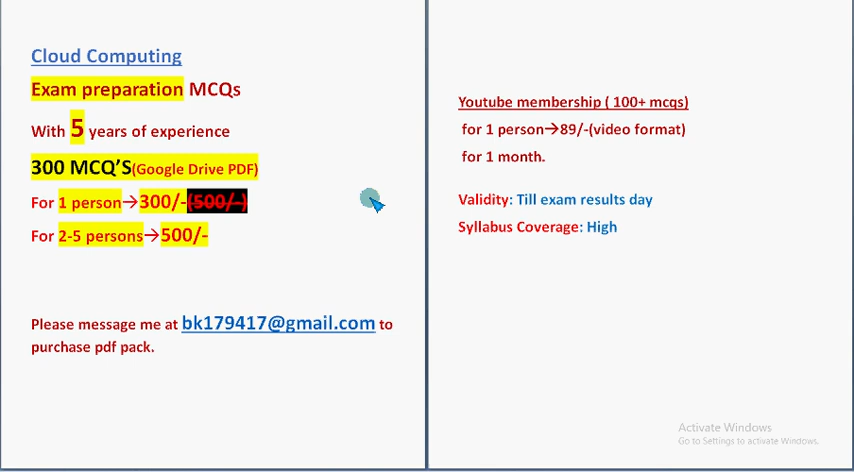 Cloud Computing
Exam preparation MCQs
With 5 years of experience
300 MCQ'S(Google Drive PDF)
For 1 person→300/-(500/-)
For 2-5 persons→500/-
Please message me at bk179417@gmail.com to
purchase pdf pack.
Youtube membership ( 100+ mcqs)
for 1 person→89/-(video format)
for 1 month.
Validity: Till exam results day
Syllabus Coverage: High
Activate Windows
Go to Settings to activate Windows.